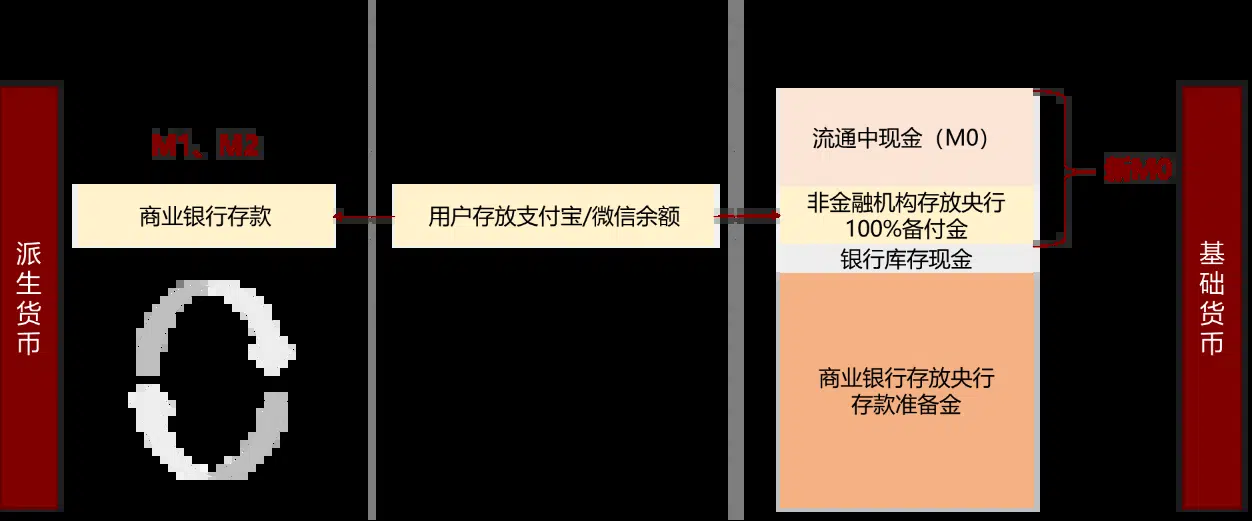 派生货币
M1、M2
商业银行存款
用户存放支付宝/微信余额
流通中现金（M0）
非金融机构存放央行
100%备付金
银行库存现金
商业银行存放央行
存款准备金
新M0
基础货币